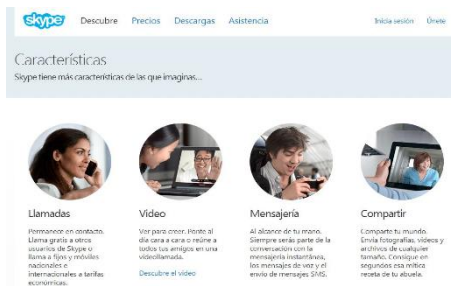 skype Descubre Precios Descargas Asistencia Inicia sesión Únete
Características
Skype tiene más características de las que imaginas...
Llamadas
Permanece en contacto.
Llama gratis a otros
usuarios de Skype o
llama a fijos y móviles
nacionales e
internacionales a tarifas
económicas.
Video
Ver para creer. Ponte al
día cara a cara o reúne a
todos tus amigos en una
videollamada.
Descubre el video
Mensajería
Al alcance de tu mano.
Siempre serás parte de la
conversación con la
mensajería instantánea,
los mensajes de voz y el
envío de mensajes SMS.
Compartir
Comparte tu mundo.
Envía fotografías, vídeos y
archivos de cualquier
tamaño. Consigue en
segundos esa mítica
receta de tu abuela.